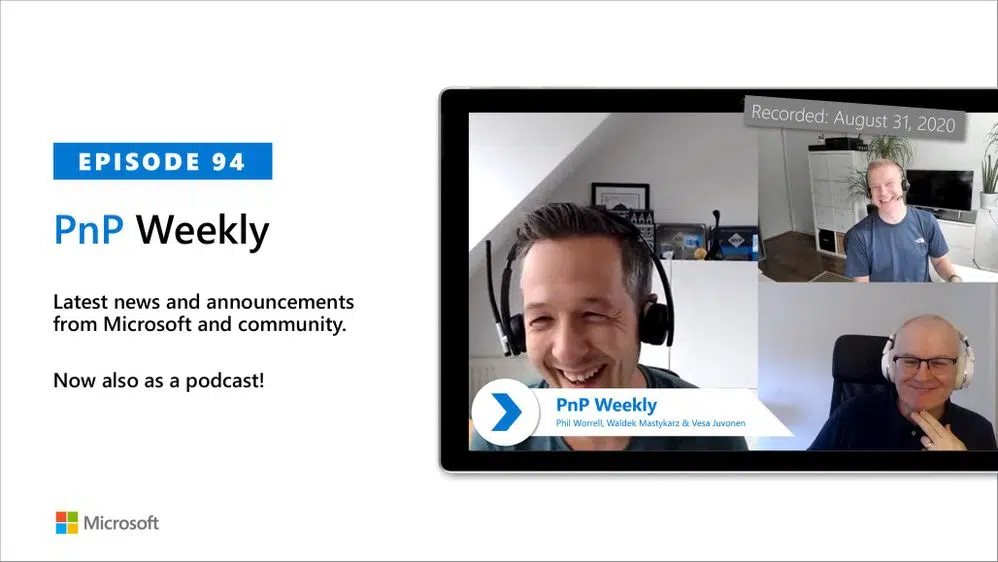 EPISODE 94
PnP Weekly
Latest news and announcements
from Microsoft and community.
Now also as a podcast!
Microsoft
Recorded: August 31, 2020
PnP Weekly
Phil Worrell, Waldek Mastykarz & Vesa Juvonen